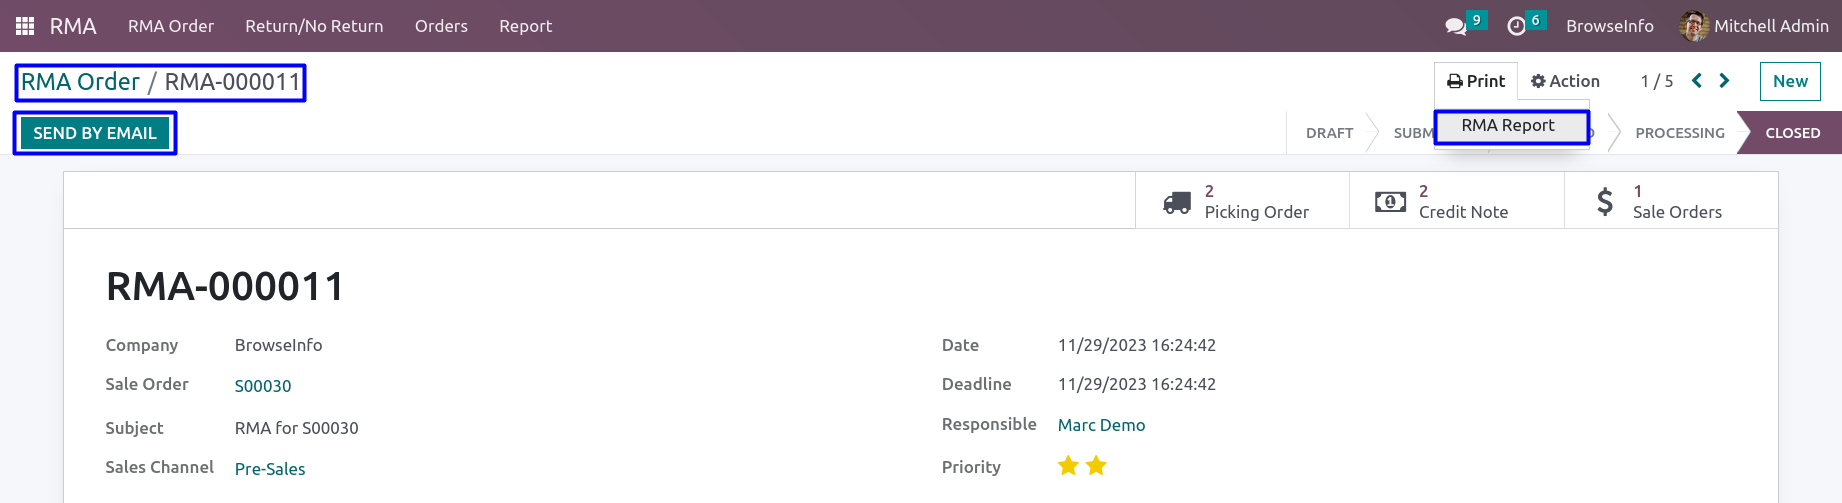 RMA RMA Order Return/No Return Orders Report 9 6 BrowseInfo Mitchell Admin
RMA Order / RMA-000011 Print Action 1 / 5 New
SEND BY EMAIL RMA Report DRAFT PROCESSING CLOSED
2 Picking Order
2 Credit Note
1 Sale Orders
RMA-000011
Company BrowseInfo Date 11/29/2023 16:24:42
Sale Order S00030 Deadline 11/29/2023 16:24:42
Subject RMA for S00030 Responsible Marc Demo
Sales Channel Pre-Sales Priority